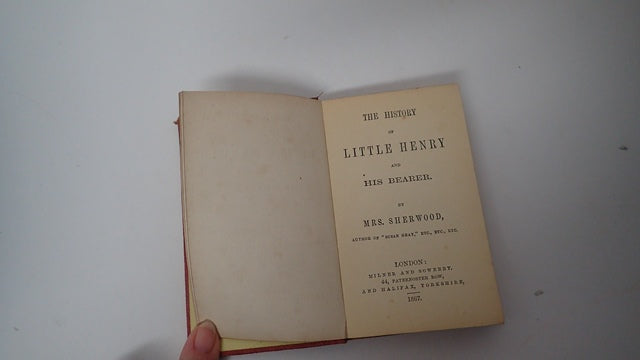 THE HISTORY
OF
LITTLE HENRY
AND
HIS BEARER.
BY
MRS. SHERWOOD,
AUTHOR OF "SUSAN GRAY," ETC., ETC., ETC.
LONDON:
MILNER AND SOWERBY,
44, PATERNOSTER ROW,
AND HALIFAX, YORKSHIRE,
1867.